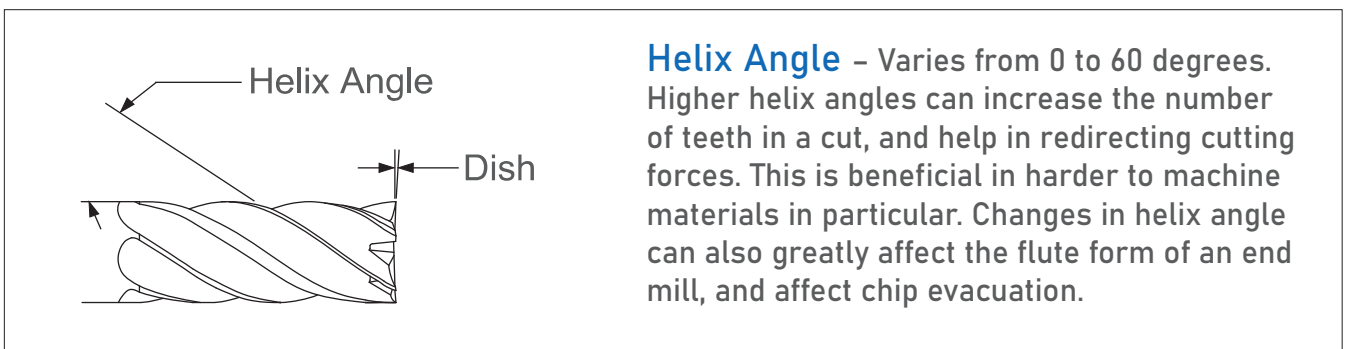 Helix Angle
Dish
Helix Angle – Varies from 0 to 60 degrees.
Higher helix angles can increase the number
of teeth in a cut, and help in redirecting cutting
forces. This is beneficial in harder to machine
materials in particular. Changes in helix angle
can also greatly affect the flute form of an end
mill, and affect chip evacuation.